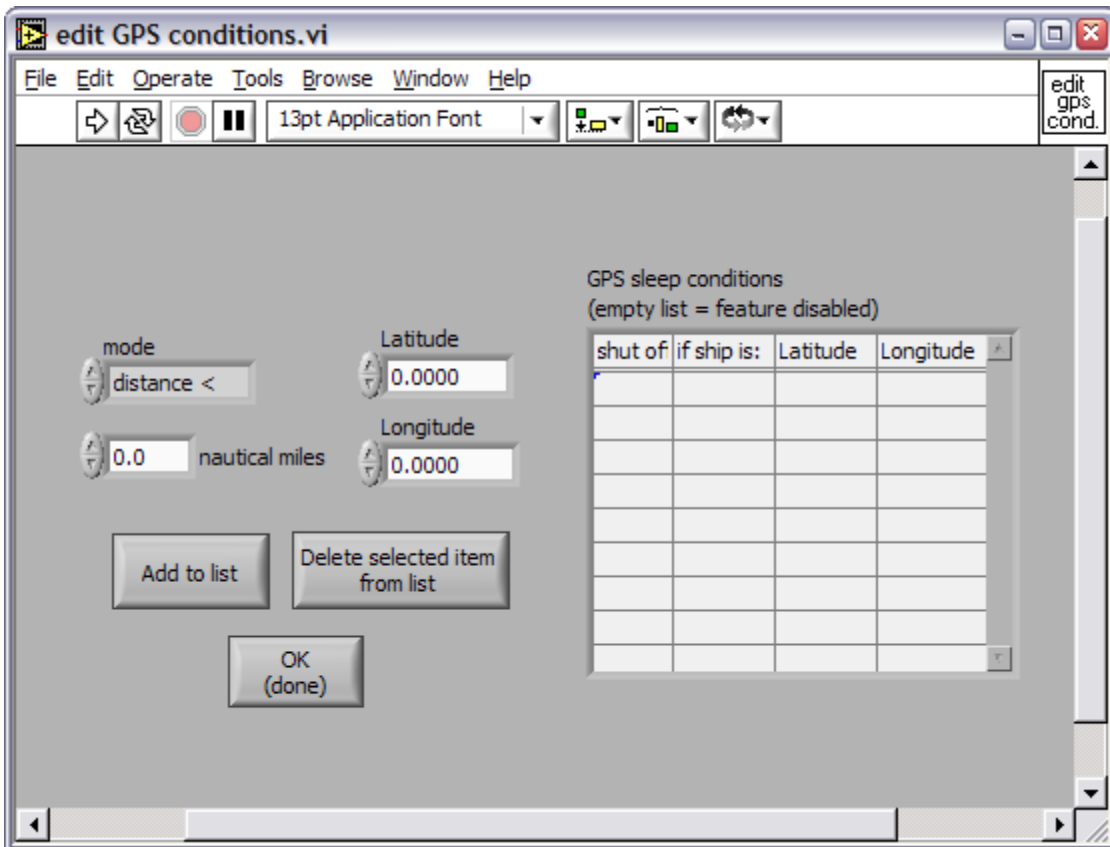 edit GPS conditions.vi
File Edit Operate Tools Browse Window Help
edit
gps
cond.
13pt Application Font
GPS sleep conditions
(empty list = feature disabled)
mode
Latitude
shut of if ship is: Latitude Longitude
distance <
0.0000
Longitude
0.0 nautical miles
0.0000
Add to list
Delete selected item
from list
OK
(done)